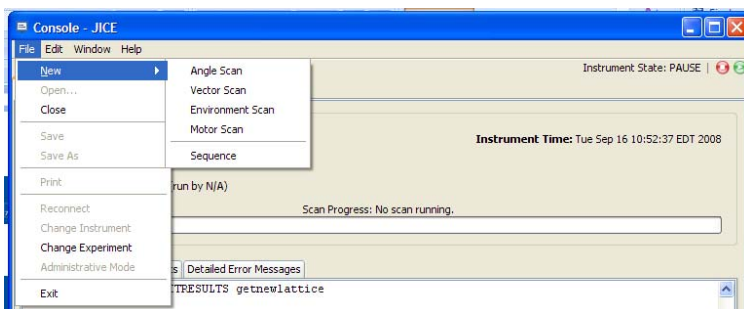 Console - JICE
File Edit Window Help
New
Angle Scan
Instrument State: PAUSE |
Open...
Vector Scan
Close
Environment Scan
Motor Scan
Save
Instrument Time: Tue Sep 16 10:52:37 EDT 2008
Save As
Sequence
Print
(run by N/A)
Reconnect
Scan Progress: No scan running.
Change Instrument
Change Experiment
Administrative Mode
Detailed Error Messages
Exit
TRESULTS getnewlattice